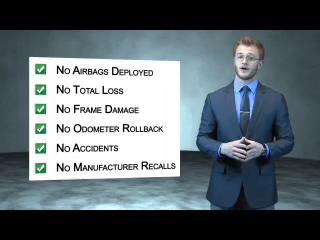 No Airbags Deployed
No Total Loss
No Frame Damage
No Odometer Rollback
No Accidents
No Manufacturer Recalls